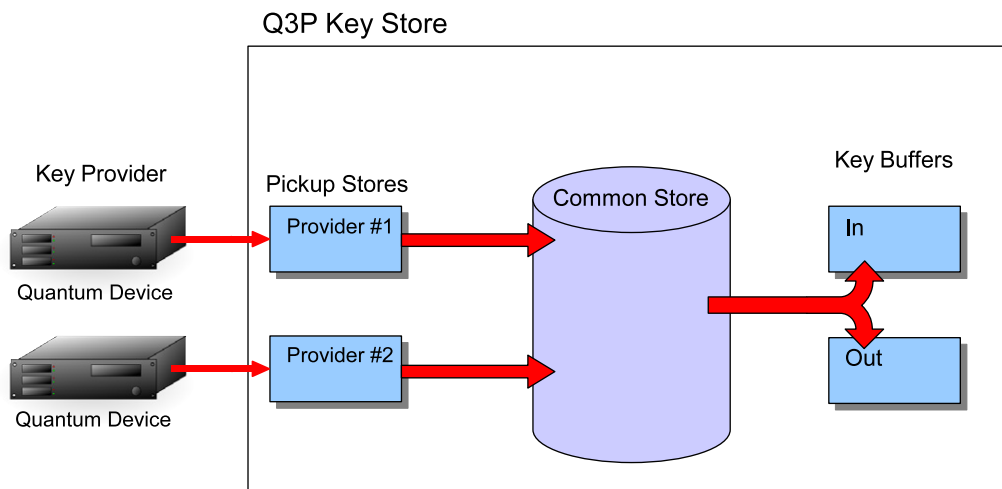 Q3P Key Store
Key Provider
Pickup Stores
Key Buffers
Provider #1
Common Store
In
Quantum Device
Provider #2
Out
Quantum Device